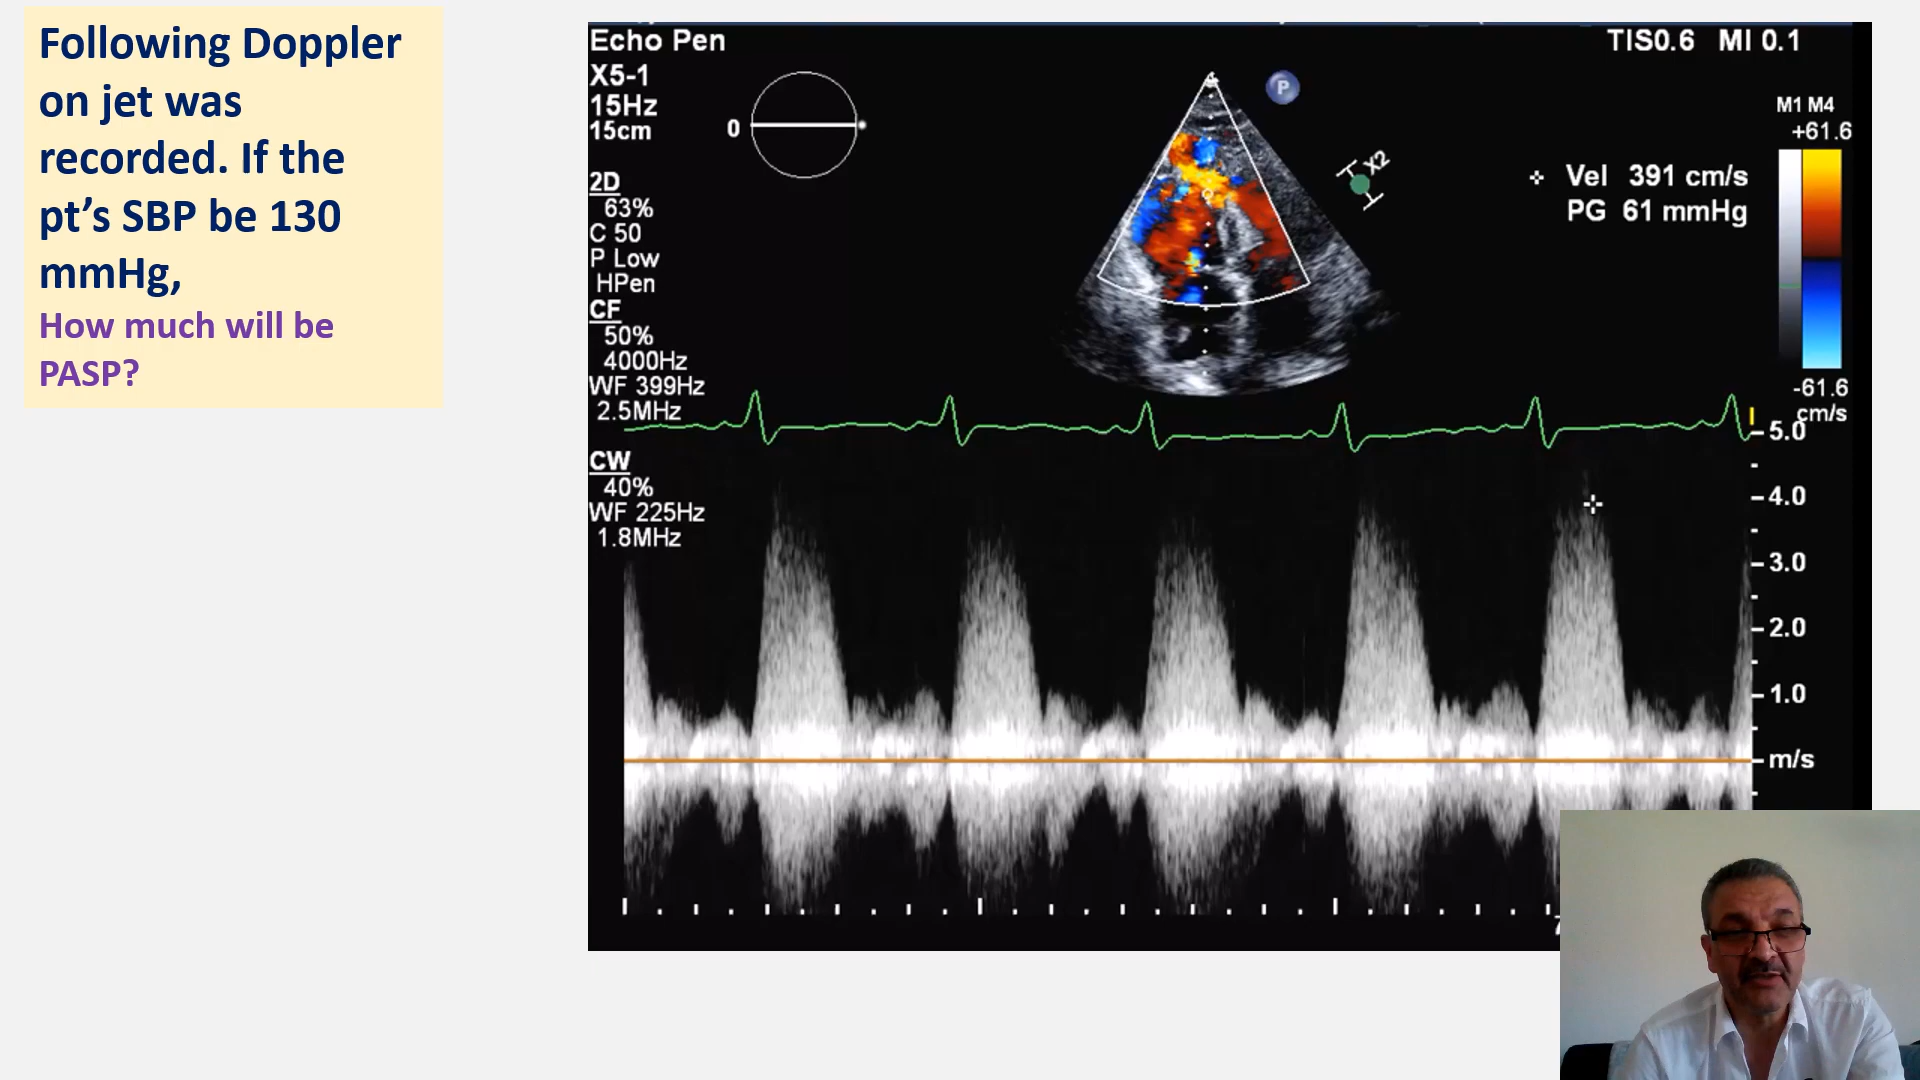 Following Doppler
on jet was
recorded. If the
pt’s SBP be 130
mmHg,
How much will be
PASP?
Echo Pen
TIS0.6 MI 0.1
X5-1
15Hz
15cm
0
P
X2
M1 M4
+61.6
Vel 391 cm/s
PG 61 mmHg
2D
63%
C 50
P Low
HPen
CF
50%
4000Hz
WF 399Hz
2.5MHz
-61.6
cm/s
CW
40%
WF 225Hz
1.8MHz
5.0
4.0
3.0
2.0
1.0
m/s